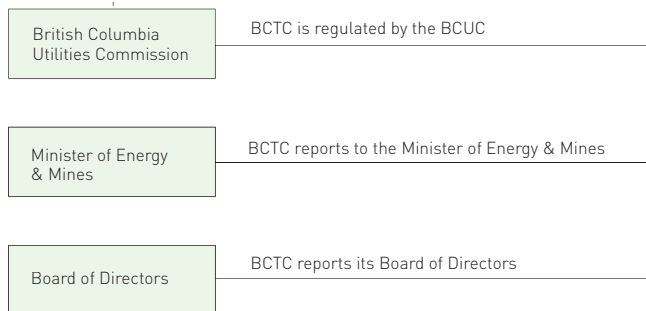 British Columbia
Utilities Commission
BCTC is regulated by the BCUC
Minister of Energy
& Mines
BCTC reports to the Minister of Energy & Mines
Board of Directors
BCTC reports its Board of Directors